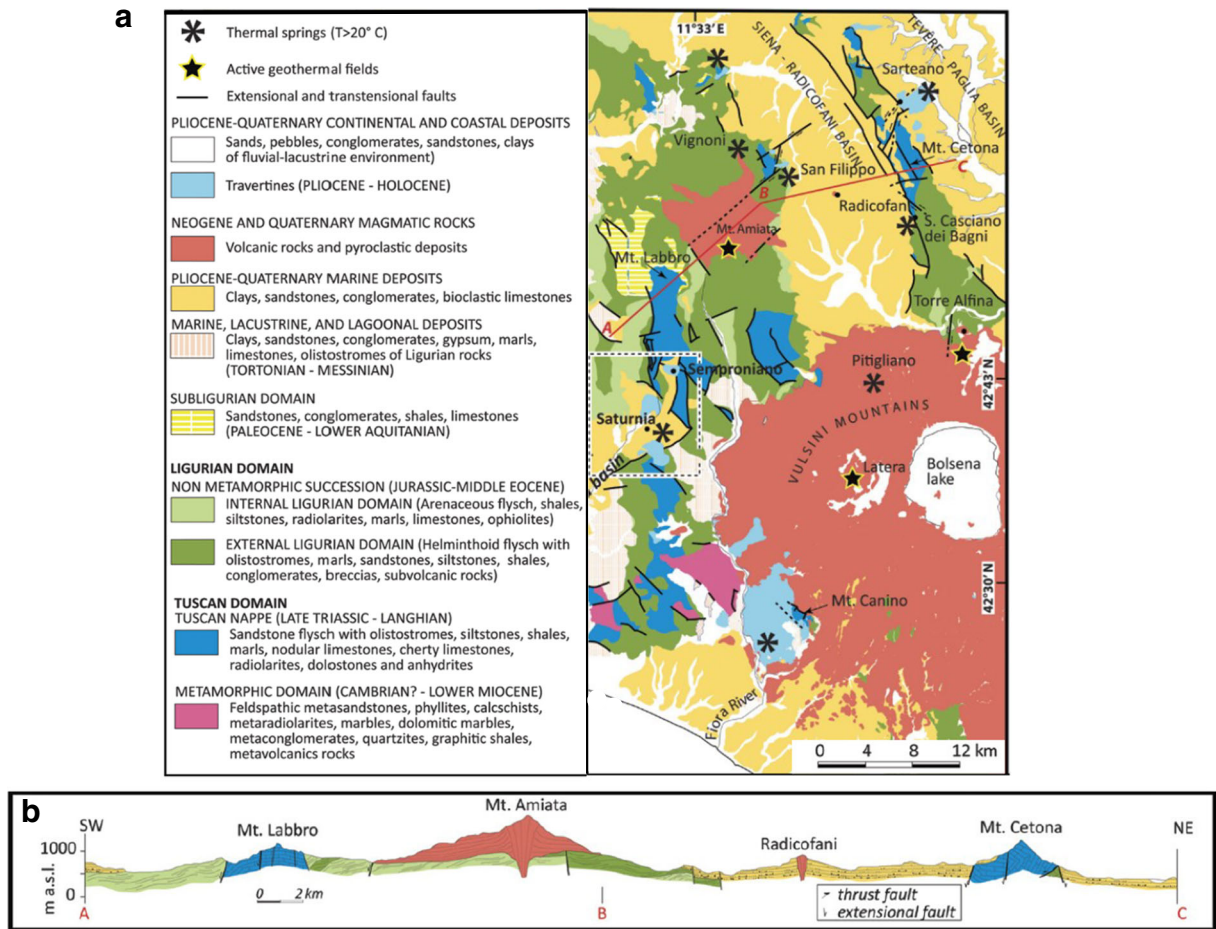 a
Thermal springs (T>20° C)
Active geothermal fields
Extensional and transtensional faults
PLIOCENE-QUATERNARY CONTINENTAL AND COASTAL DEPOSITS
Sands, pebbles, conglomerates, sandstones, clays
of fluvial-lacustrine environment)
Travertines (PLIOCENE - HOLOCENE)
NEOGENE AND QUATERNARY MAGMATIC ROCKS
Volcanic rocks and pyroclastic deposits
PLIOCENE-QUATERNARY MARINE DEPOSITS
Clays, sandstones, conglomerates, bioclastic limestones
MARINE, LACUSTRINE, AND LAGOONAL DEPOSITS
Clays, sandstones, conglomerates, gypsum, marls,
limestones, olistostromes of Ligurian rocks
(TORTONIAN - MESSINIAN)
SUBLIGURIAN DOMAIN
Sandstones, conglomerates, shales, limestones
(PALEOCENE - LOWER AQUITANIAN)
LIGURIAN DOMAIN
NON METAMORPHIC SUCCESSION (JURASSIC-MIDDLE EOCENE)
INTERNAL LIGURIAN DOMAIN (Arenaceous flysch, shales,
siltstones, radiolarites, marls, limestones, ophiolites)
EXTERNAL LIGURIAN DOMAIN (Helminthoid flysch with
olistostromes, marls, sandstones, siltstones, shales,
conglomerates, breccias, subvolcanic rocks)
TUSCAN DOMAIN
TUSCAN NAPPE (LATE TRIASSIC - LANGHIAN)
Sandstone flysch with olistostromes, siltstones, shales,
marls, nodular limestones, cherty limestones,
radiolarites, dolostones and anhydrites
METAMORPHIC DOMAIN (CAMBRIAN? - LOWER MIOCENE)
Feldspathic metasandstones, phyllites, calcschists,
metaradiolarites, marbles, dolomitic marbles,
metaconglomerates, quartzites, graphitic shales,
metavolcanics rocks
11°33' E
SIENA - RADICOFANI BASIN
TEVERE - PAGLIA BASIN
Sarteano
Vignoni
Mt. Cetona
San Filippo
C
B
Radicofani
S. Casciano
dei Bagni
Mt. Amiata
Mt. Labbro
Torre Alfina
A
Pitigliano
42°43' N
Semproniano
VULSINI MOUNTAINS
Saturnia
basin
Latera
Bolsena
lake
42°30' N
Mt. Canino
Fiora River
0 4 8 12 km
b
SW
Mt. Labbro
Mt. Amiata
Radicofani
Mt. Cetona
NE
1000
0
m a.s.l.
0 2 km
thrust fault
extensional fault
A
B
C